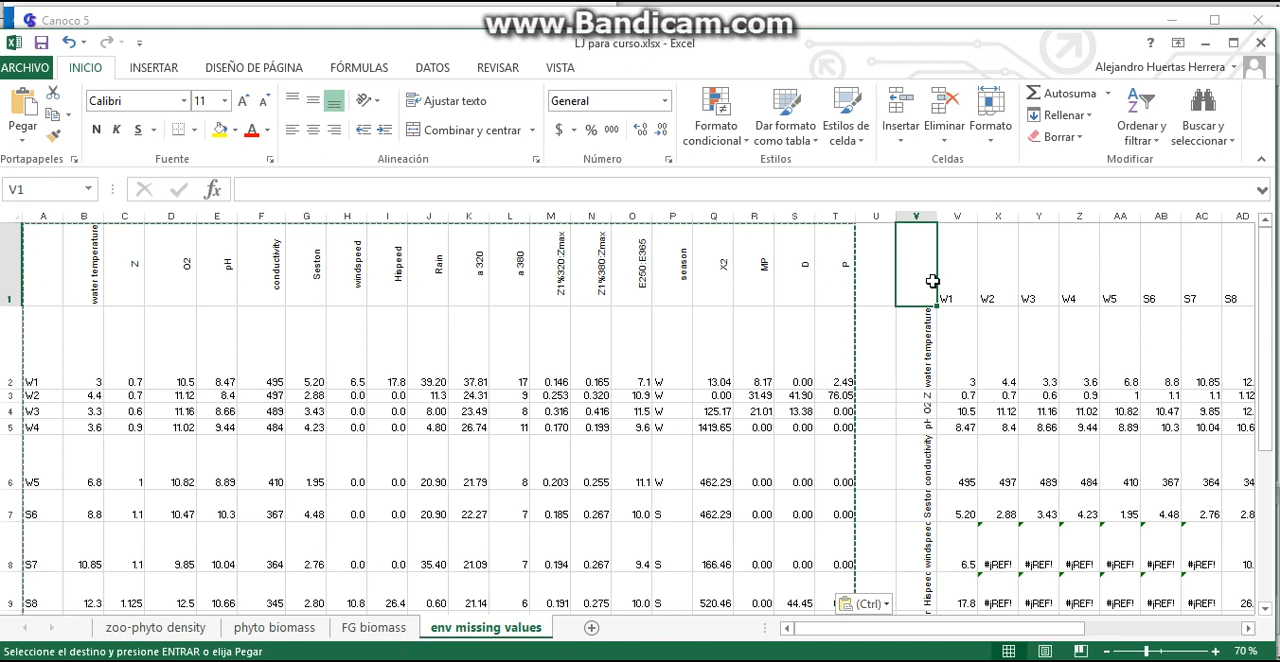 Canoco 5
www.Bandicam.com
LJ para curso.xlsx - Excel
ARCHIVO INICIO INSERTAR DISEÑO DE PÁGINA FÓRMULAS DATOS REVISAR VISTA Alejandro Huertas Herrera
Calibri 11 Ajustar texto General Autosuma
Pegar N K S Combinar y centrar $ % 000 Formato condicional Dar formato como tabla Estilos de celda Insertar Eliminar Formato Rellenar Borrar Ordenar y filtrar Buscar y seleccionar
Portapapeles Fuente Alineación Número Estilos Celdas Modificar
V1 fx
A B C D E F G H I J K L M N O P Q R S T U V W X Y Z AA AB AC AD
1 water temperature Z O2 pH conductivity Seston windspeed Hispeed Rain a 320 a 380 Z1%320:Zmax Z1%380:Zmax E250:E365 season X2 MP D P W1 W2 W3 W4 W5 S6 S7 S8
2 W1 3 0.7 10.5 8.47 495 5.20 6.5 17.8 39.20 37.81 17 0.146 0.165 7.1 W 13.04 8.17 0.00 2.49 water temperature 3 4.4 3.3 3.6 6.8 8.8 10.85 12.
3 W2 4.4 0.7 11.12 8.4 497 2.88 0.0 0.0 11.3 24.31 9 0.253 0.320 10.9 W 0.00 31.49 41.90 76.05 Z 0.7 0.7 0.6 0.9 1 1.1 1.1 1.12
4 W3 3.3 0.6 11.16 8.66 489 3.43 0.0 0.0 8.00 23.49 8 0.316 0.416 11.5 W 125.17 21.01 13.38 0.00 O2 10.5 11.12 11.16 11.02 10.82 10.47 9.85 12.
5 W4 3.6 0.9 11.02 9.44 484 4.23 0.0 0.0 4.80 26.74 11 0.170 0.199 9.6 W 1419.65 0.00 0.00 0.00 pH 8.47 8.4 8.66 9.44 8.89 10.3 10.04 10.6
6 W5 6.8 1 10.82 8.89 410 1.95 0.0 0.0 20.90 21.79 8 0.203 0.255 11.1 W 462.29 0.00 0.00 0.00 conductivity 495 497 489 484 410 367 364 34
7 S6 8.8 1.1 10.47 10.3 367 4.48 0.0 0.0 20.90 22.27 7 0.185 0.267 10.0 S 462.29 0.00 0.00 0.00 Seston 5.20 2.88 3.43 4.23 1.95 4.48 2.76 2.8
8 S7 10.85 1.1 9.85 10.04 364 2.76 0.0 0.0 35.40 21.09 7 0.194 0.267 9.4 S 166.46 0.00 0.00 0.00 windspeed 6.5 #¡REF! #¡REF! #¡REF! #¡REF! #¡REF! #¡REF! 10.
9 S8 12.3 1.125 12.5 10.66 345 2.80 10.8 26.4 0.60 21.14 6 0.191 0.275 10.0 S 520.46 0.00 44.45 0.00 Hispeed 17.8 #¡REF! #¡REF! #¡REF! #¡REF! #¡REF! #¡REF! 26.
(Ctrl)
zoo-phyto density phyto biomass FG biomass env missing values
Seleccione el destino y presione ENTRAR o elija Pegar 70 %